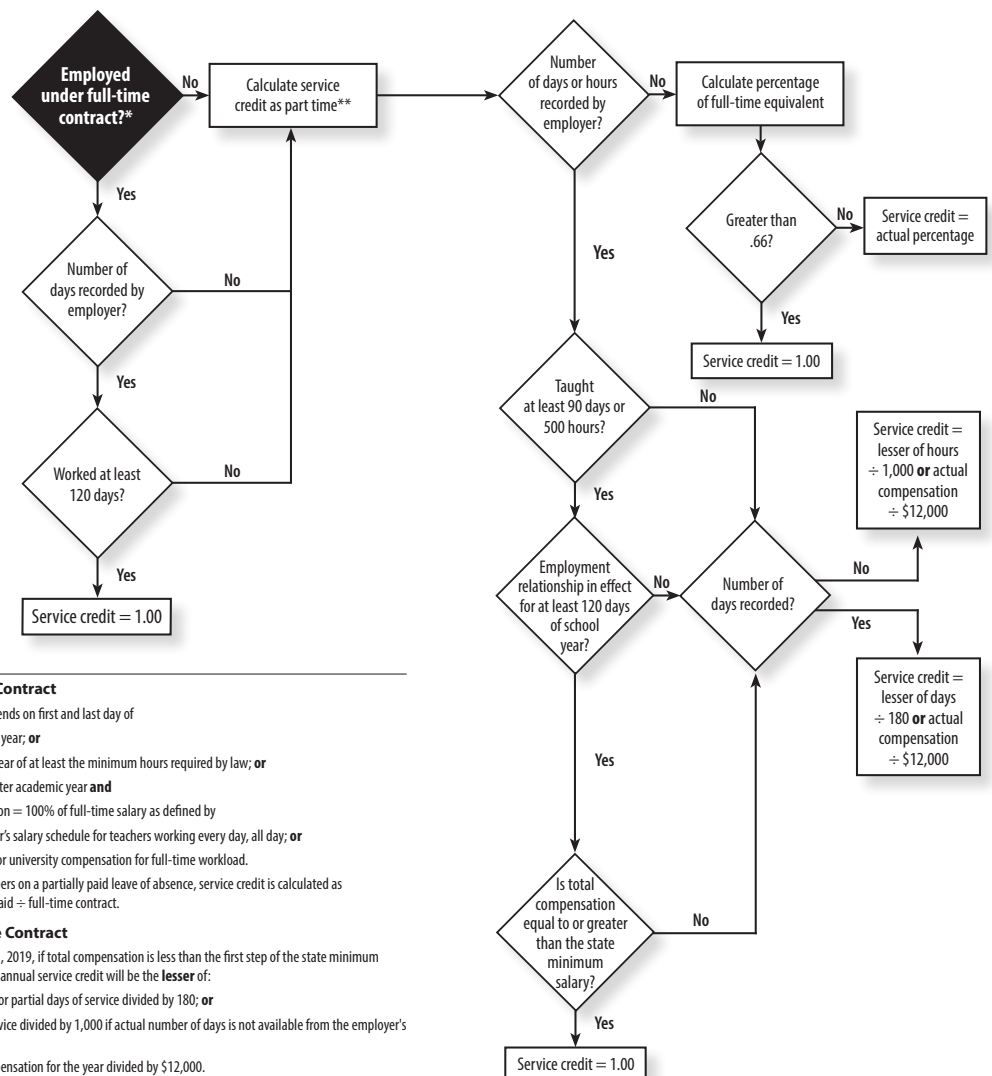 Employed
under full-time
contract?*
No
Calculate service
credit as part time**
Yes
Number of
days recorded by
employer?
No
Yes
Worked at least
120 days?
No
Yes
Service credit = 1.00
Number
of days or hours
recorded by
employer?
No
Calculate percentage
of full-time equivalent
Greater than
.66?
No
Service credit =
actual percentage
Yes
Service credit = 1.00
Yes
Taught
at least 90 days or
500 hours?
No
Yes
Employment
relationship in effect
for at least 120 days
of school
year?
No
Number of
days recorded?
No
Service credit =
lesser of hours
÷ 1,000 or actual
compensation
÷ $12,000
Yes
Service credit =
lesser of days
÷ 180 or actual
compensation
÷ $12,000
Yes
Is total
compensation
equal to or greater
than the state
minimum
salary?
No
Yes
Service credit = 1.00
Contract
ends on first and last day of
year; or
ear of at least the minimum hours required by law; or
ter academic year and
on = 100% of full-time salary as defined by
r's salary schedule for teachers working every day, all day; or
or university compensation for full-time workload.
ers on a partially paid leave of absence, service credit is calculated as
aid ÷ full-time contract.
e Contract
, 2019, if total compensation is less than the first step of the state minimum
annual service credit will be the lesser of:
or partial days of service divided by 180; or
vice divided by 1,000 if actual number of days is not available from the employer's
ensation for the year divided by $12,000.